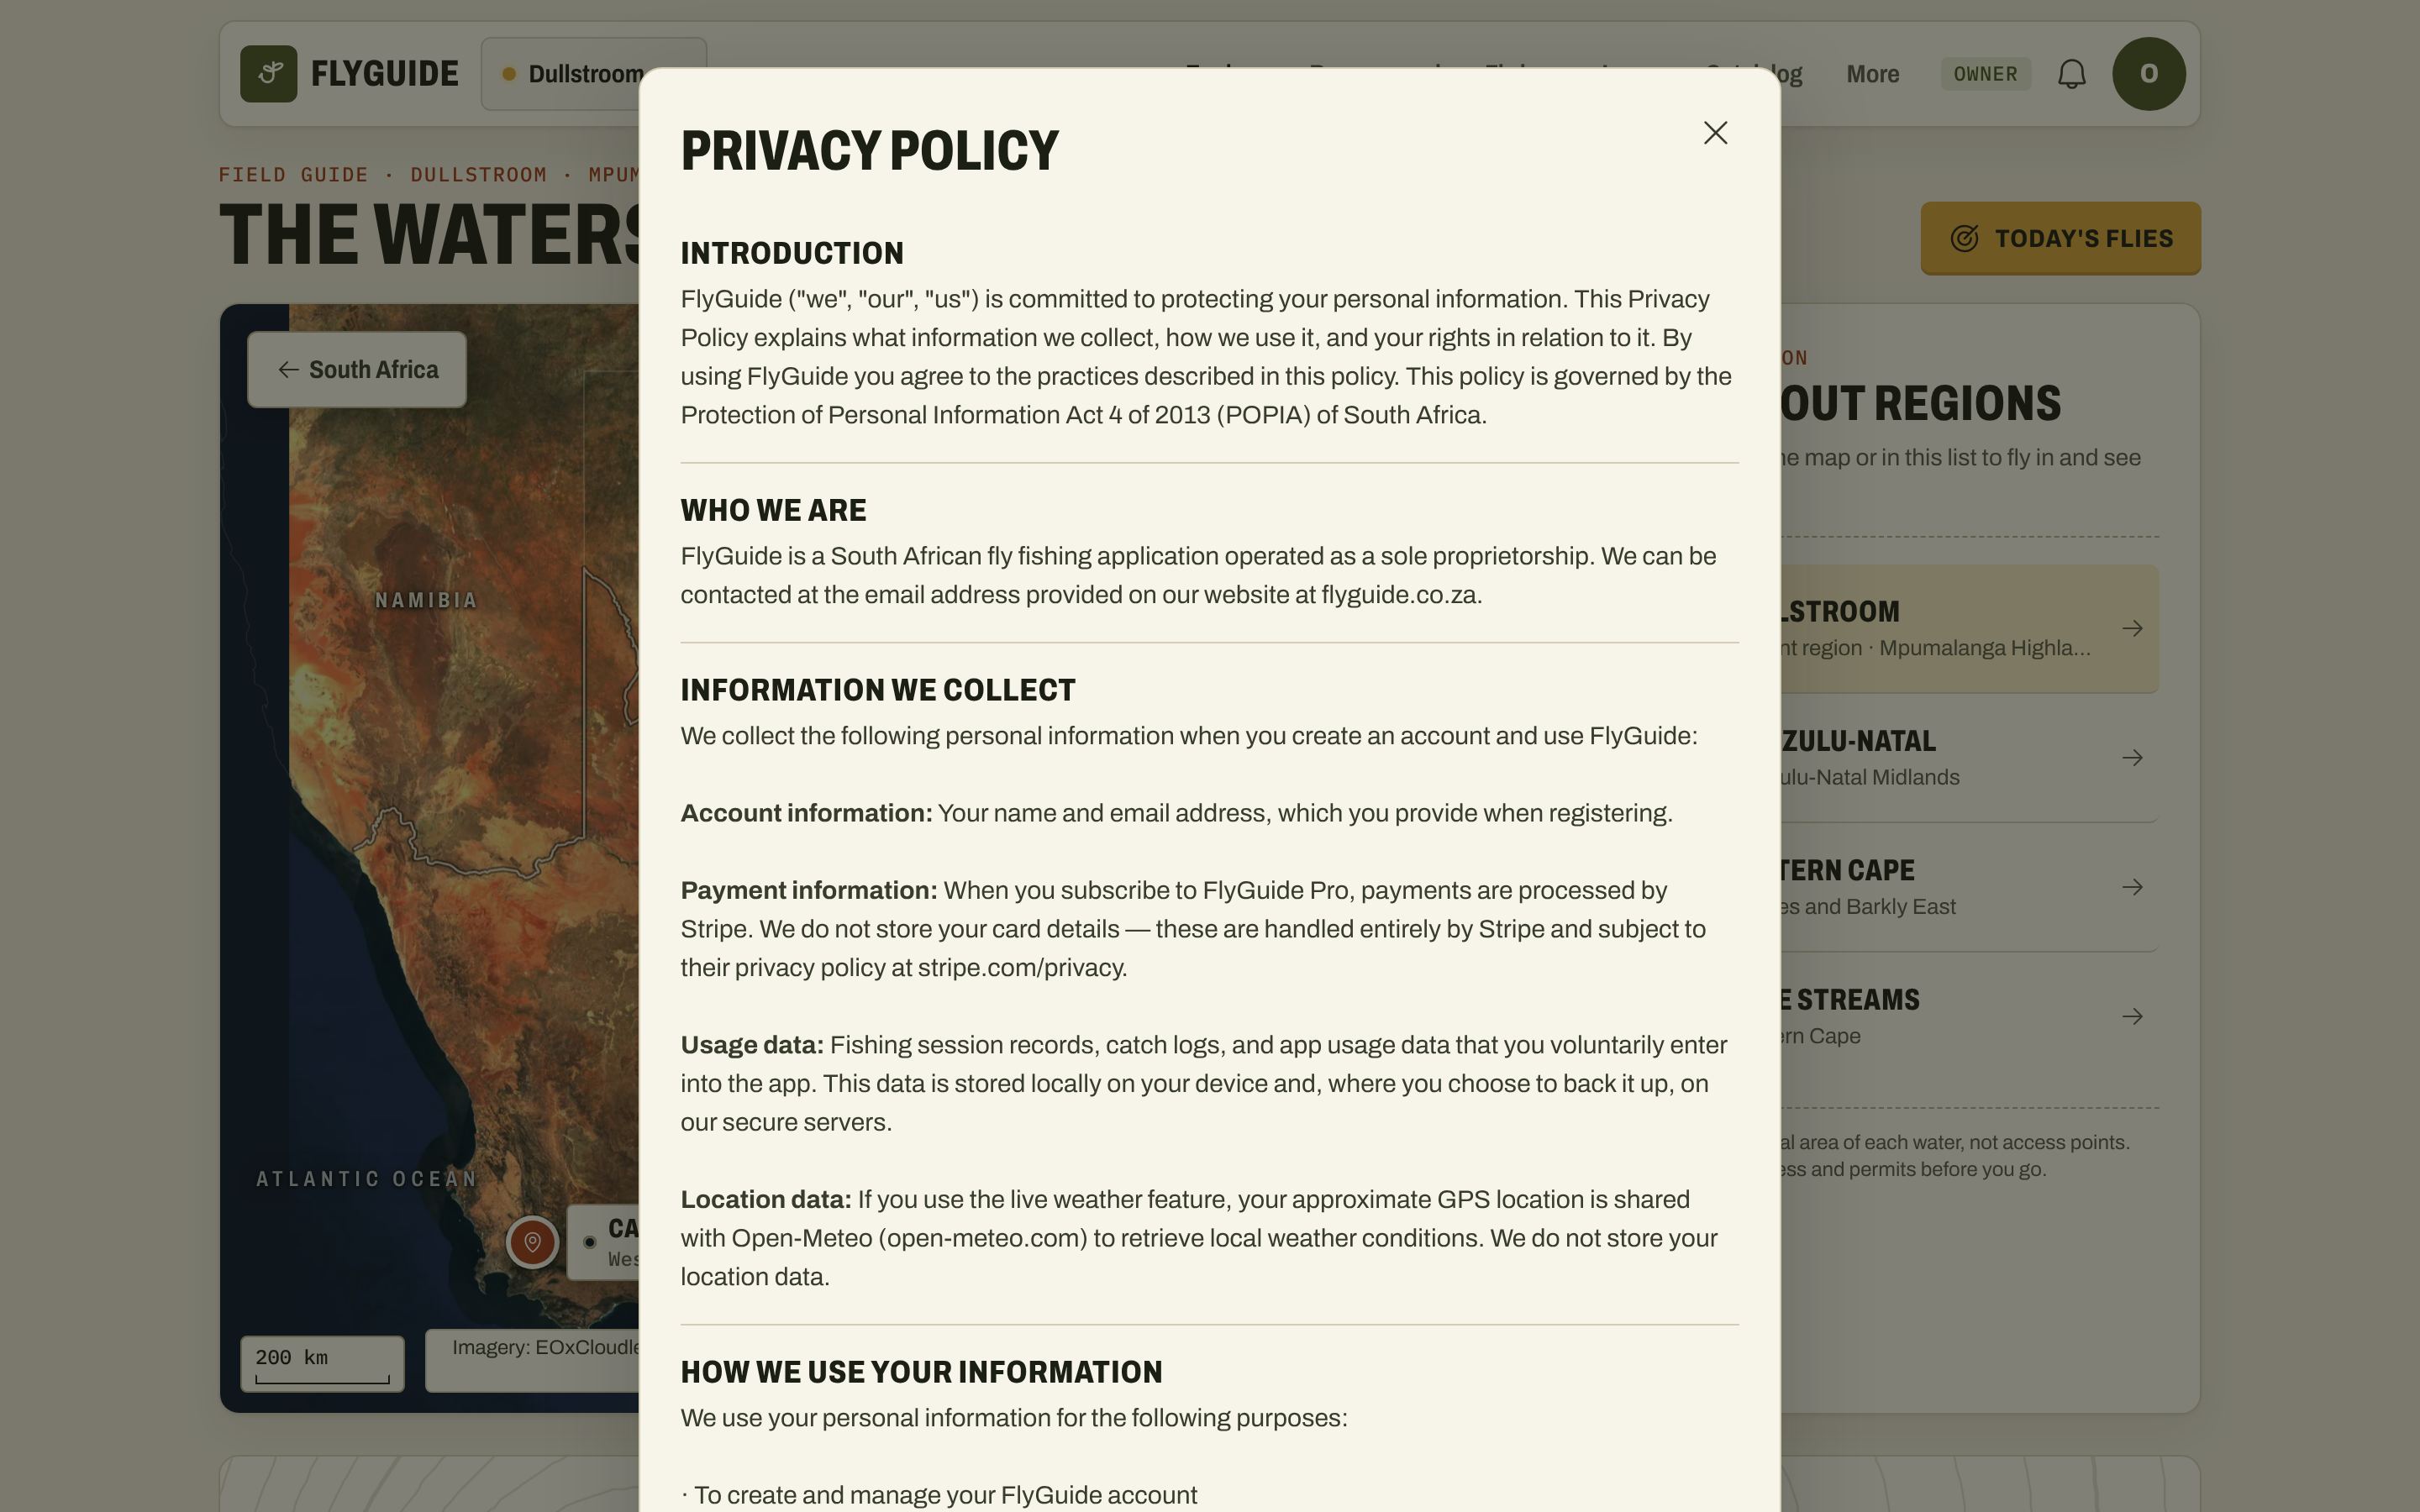 FLYGUIDE
Dullstroom
More
OWNER
O
FIELD GUIDE · DULLSTROOM ·
THE WATERS
TODAY'S FLIES
South Africa
NAMIBIA
ATLANTIC OCEAN
200 km
Imagery:
PRIVACY POLICY
INTRODUCTION
FlyGuide ("we", "our", "us") is committed to protecting your personal information. This Privacy
Policy explains what information we collect, how we use it, and your rights in relation to it. By
using FlyGuide you agree to the practices described in this policy. This policy is governed by the
Protection of Personal Information Act 4 of 2013 (POPIA) of South Africa.
WHO WE ARE
FlyGuide is a South African fly fishing application operated as a sole proprietorship. We can be
contacted at the email address provided on our website at flyguide.co.za.
INFORMATION WE COLLECT
We collect the following personal information when you create an account and use FlyGuide:
Account information: Your name and email address, which you provide when registering.
Payment information: When you subscribe to FlyGuide Pro, payments are processed by
Stripe. We do not store your card details — these are handled entirely by Stripe and subject to
their privacy policy at stripe.com/privacy.
Usage data: Fishing session records, catch logs, and app usage data that you voluntarily enter
into the app. This data is stored locally on your device and, where you choose to back it up, on
our secure servers.
Location data: If you use the live weather feature, your approximate GPS location is shared
with Open-Meteo (open-meteo.com) to retrieve local weather conditions. We do not store your
location data.
HOW WE USE YOUR INFORMATION
We use your personal information for the following purposes:
· To create and manage your FlyGuide account
REGIONS
map or in this list to fly in and see
region · Mpumalanga Highla...
Midlands
CAPE
and Barkly East
STREAMS
Cape
area of each water, not access points.
and permits before you go.